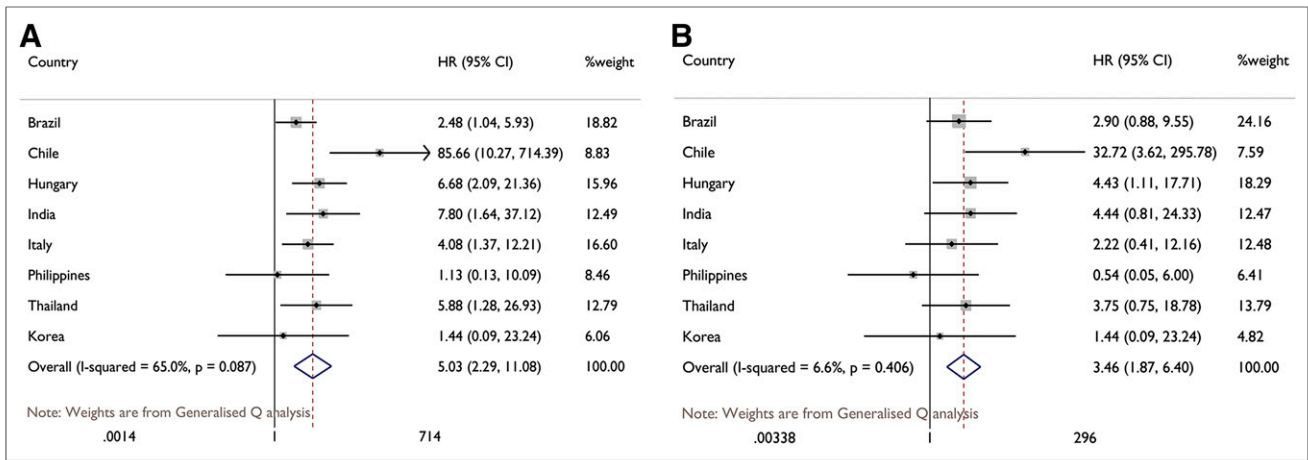 A
Country HR (95% CI) %weight
Brazil 2.48 (1.04, 5.93) 18.82
Chile 85.66 (10.27, 714.39) 8.83
Hungary 6.68 (2.09, 21.36) 15.96
India 7.80 (1.64, 37.12) 12.49
Italy 4.08 (1.37, 12.21) 16.60
Philippines 1.13 (0.13, 10.09) 8.46
Thailand 5.88 (1.28, 26.93) 12.79
Korea 1.44 (0.09, 23.24) 6.06
Overall (I-squared = 65.0%, p = 0.087) 5.03 (2.29, 11.08) 100.00
Note: Weights are from Generalised Q analysis
.0014 1 714
B
Country HR (95% CI) %weight
Brazil 2.90 (0.88, 9.55) 24.16
Chile 32.72 (3.62, 295.78) 7.59
Hungary 4.43 (1.11, 17.71) 18.29
India 4.44 (0.81, 24.33) 12.47
Italy 2.22 (0.41, 12.16) 12.48
Philippines 0.54 (0.05, 6.00) 6.41
Thailand 3.75 (0.75, 18.78) 13.79
Korea 1.44 (0.09, 23.24) 4.82
Overall (I-squared = 6.6%, p = 0.406) 3.46 (1.87, 6.40) 100.00
Note: Weights are from Generalised Q analysis
.00338 1 296